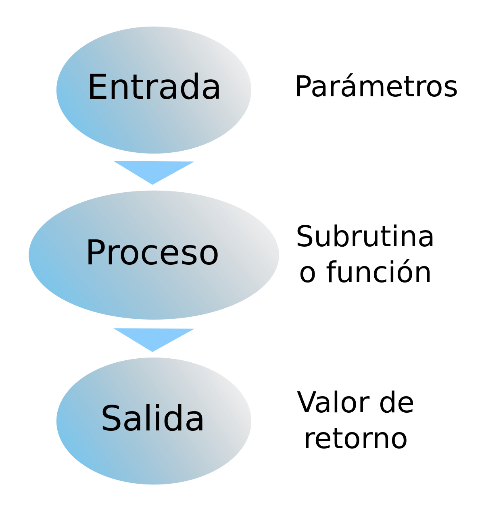 Entrada
Parámetros
Proceso
Subrutina
o función
Salida
Valor de
retorno